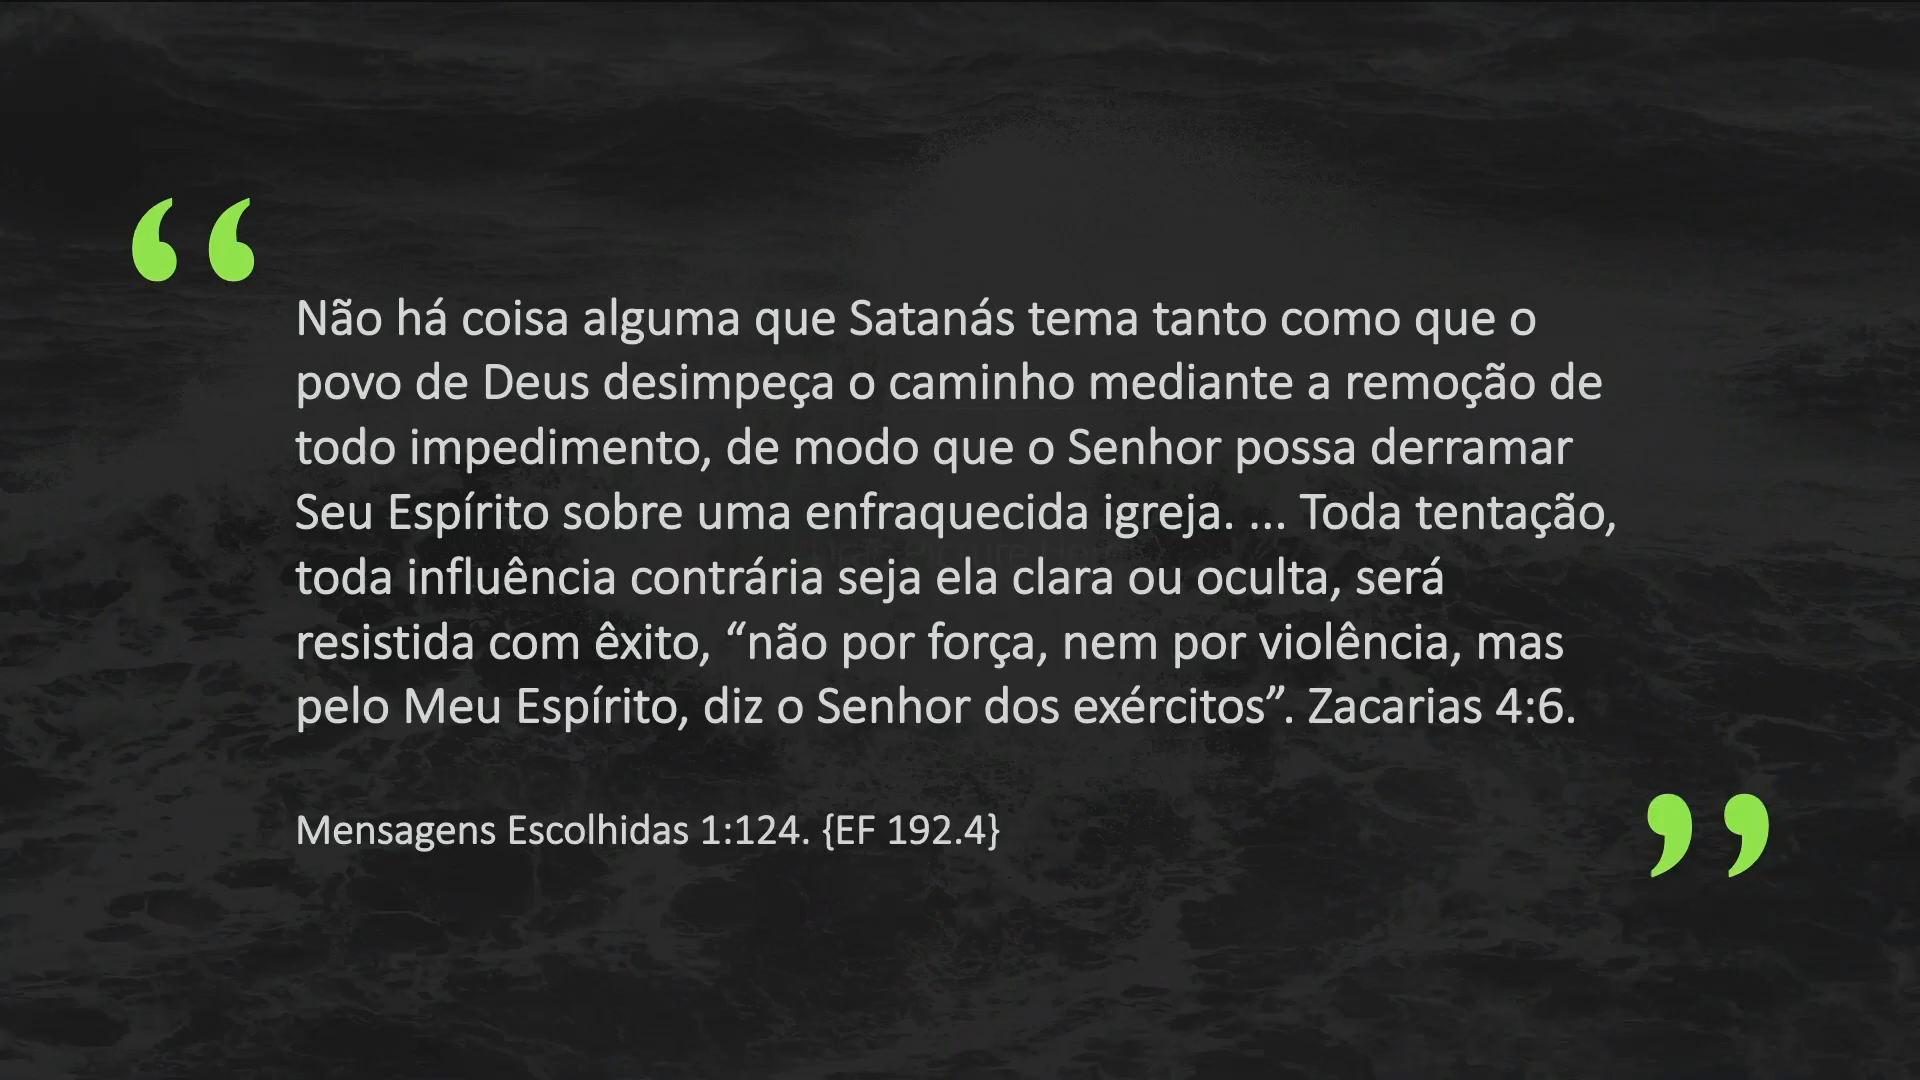 “
Não há coisa alguma que Satanás tema tanto como que o
povo de Deus desimpeça o caminho mediante a remoção de
todo impedimento, de modo que o Senhor possa derramar
Seu Espírito sobre uma enfraquecida igreja. ... Toda tentação,
toda influência contrária seja ela clara ou oculta, será
resistida com êxito, “não por força, nem por violência, mas
pelo Meu Espírito, diz o Senhor dos exércitos”. Zacarias 4:6.
Mensagens Escolhidas 1:124. {EF 192.4}
”